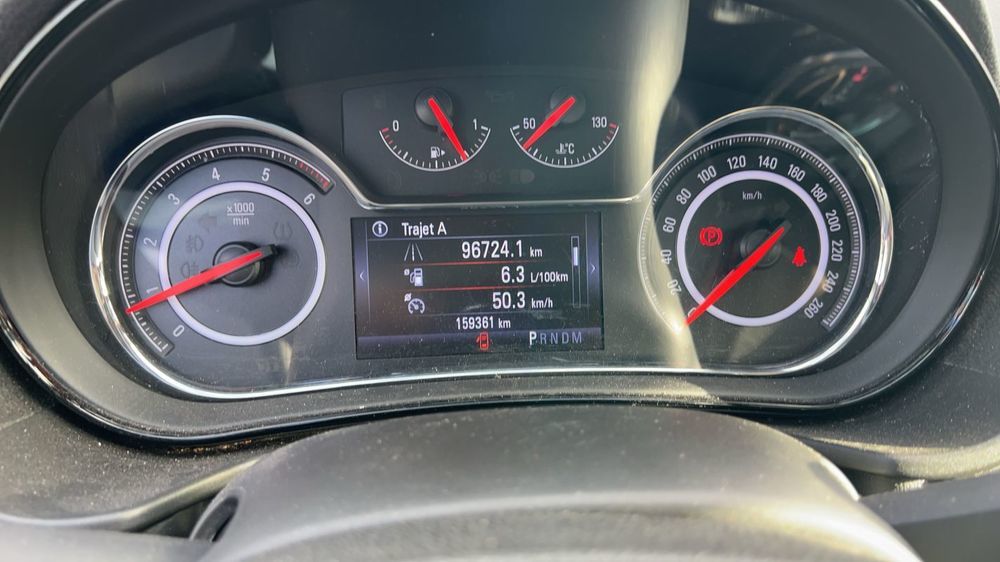 0 1
50 130
°C
0 1 2 3 4 5 6
x1000
min
Trajet A
96724.1 km
6.3 L/100km
50.3 km/h
159361 km
PRNDM
20 40 60 80 100 120 140 160 180 200 220 240 260
km/h
P